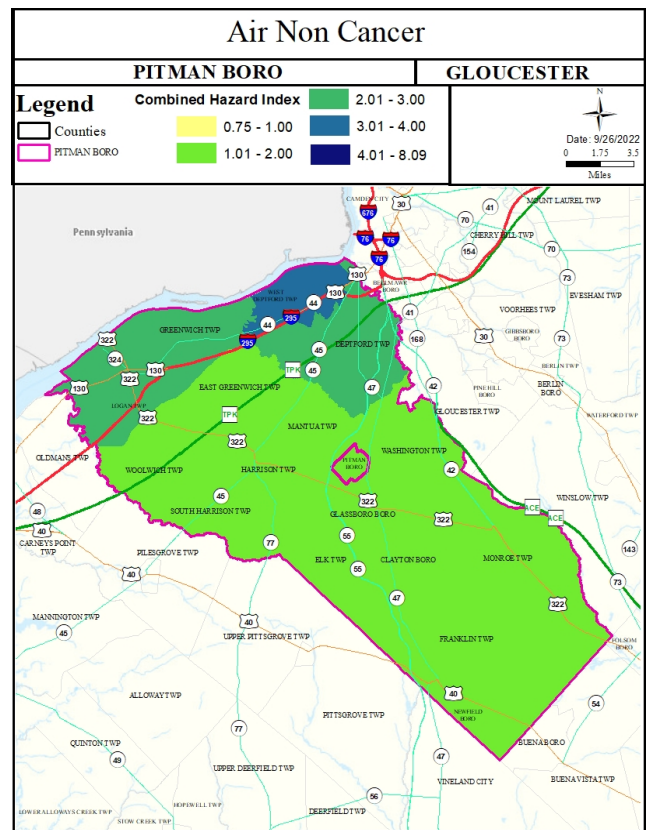 Air Non Cancer
PITMAN BORO
GLOUCESTER
Legend
Counties
PITMAN BORO
Combined Hazard Index
0.75 - 1.00
1.01 - 2.00
2.01 - 3.00
3.01 - 4.00
4.01 - 8.09
N
Date: 9/26/2022
0 1.75 3.5
Miles
CAMDEN CITY
30
41
MOUNT LAUREL TWP
676
70
CHERRY HILL TWP
Pennsylvania
76
76
154
70
76
130
BELLMAWR BORO
73
WEST DEPTFORD TWP
44
130
EVESHAM TWP
295
41
VOORHEES TWP
GREENWICH TWP
44
168
30
GIBBSBORO BORO
73
322
295
45
DEPTFORD TWP
324
130
TPK
45
BERLIN TWP
322
130
EAST GREENWICH TWP
47
42
PINE HILL BORO
BERLIN BORO
LOGAN TWP
322
TPK
GLOUCESTER TWP
WATERFORD TWP
MANTUA TWP
322
OLDMANS TWP
WASHINGTON TWP
PITMAN BORO
WOOLWICH TWP
HARRISON TWP
42
45
322
WINSLOW TWP
48
SOUTH HARRISON TWP
GLASSBORO BORO
322
ACE
ACE
40
CARNEYS POINT TWP
77
55
143
PILESGROVE TWP
ELK TWP
CLAYTON BORO
MONROE TWP
40
55
73
47
322
MANNINGTON TWP
40
45
UPPER PITTSGROVE TWP
FRANKLIN TWP
FOLSOM BORO
ALLOWAY TWP
40
PITTSGROVE TWP
NEWFIELD BORO
54
QUINTON TWP
77
BUENA BORO
49
UPPER DEERFIELD TWP
47
VINELAND CITY
BUENA VISTA TWP
56
HOPEWELL TWP
LOWER ALLOWAYS CREEK TWP
DEERFIELD TWP
STOW CREEK TWP